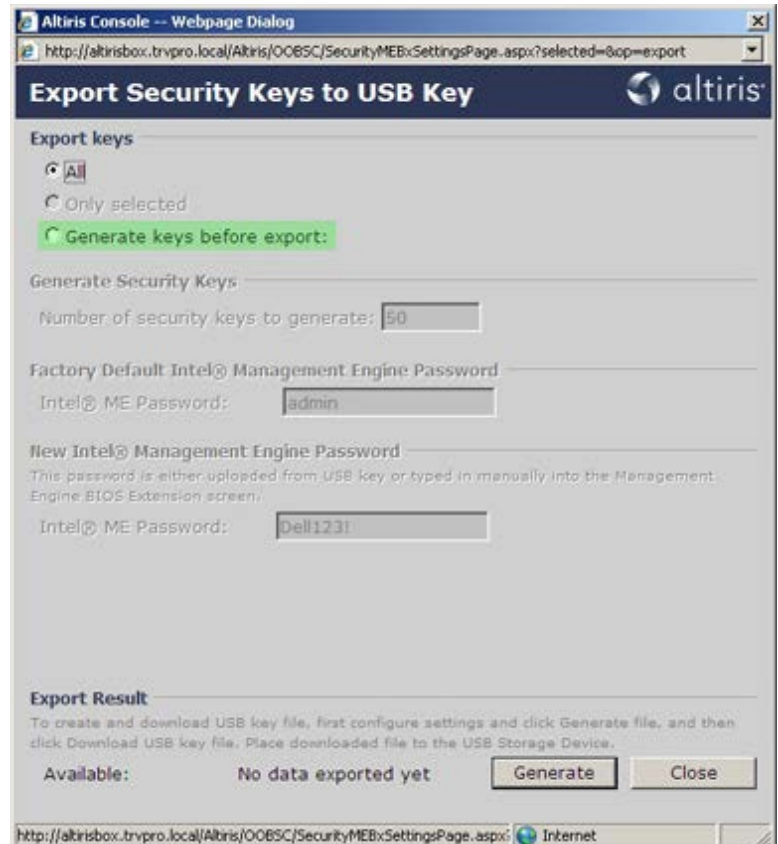 Altiris Console -- Webpage Dialog
http://altirisbox.trvpro.local/Altiris/OOBSC/SecurityMEBxSettingsPage.aspx?selected=&op=export
Export Security Keys to USB Key
altiris
Export keys
All
Only selected
Generate keys before export:
Generate Security Keys
Number of security keys to generate: 50
Factory Default Intel® Management Engine Password
Intel® ME Password: admin
New Intel® Management Engine Password
This password is either uploaded from USB key or typed in manually into the Management
Engine BIOS Extension screen.
Intel® ME Password: Dell123!
Export Result
To create and download USB key file, first configure settings and click Generate file, and then
click Download USB key file. Place downloaded file to the USB Storage Device.
Available: No data exported yet Generate Close
http://altirisbox.trvpro.local/Altiris/OOBSC/SecurityMEBxSettingsPage.aspx? Internet